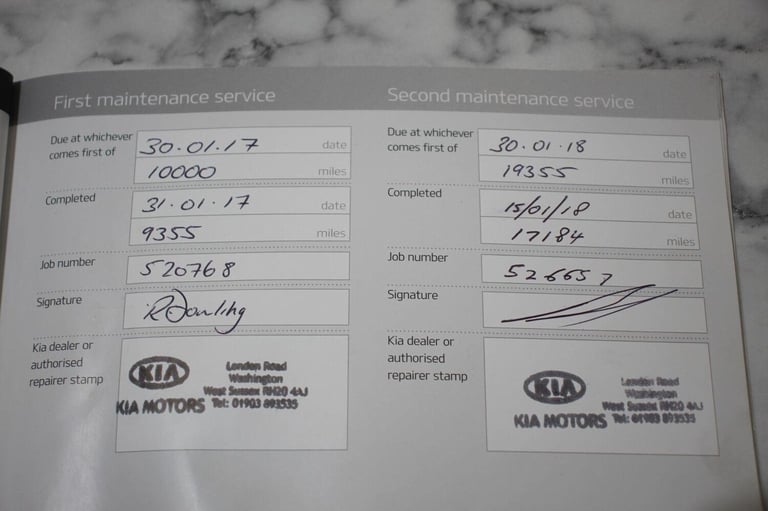 First maintenance service
Due at whichever
comes first of
30.01.17 date
10000 miles
Completed
31.01.17 date
9355 miles
Job number
520768
Signature
RDowling
Kia dealer or
authorised
repairer stamp
KIA
KIA MOTORS
London Road
Washington
West Sussex RH20 4AJ
Tel: 01903 893535
Second maintenance service
Due at whichever
comes first of
30.01.18 date
19355 miles
Completed
15/01/18 date
17184 miles
Job number
526657
Signature
Kia dealer or
authorised
repairer stamp
KIA
KIA MOTORS
London Road
Washington
West Sussex RH20 4AJ
Tel: 01903 893535